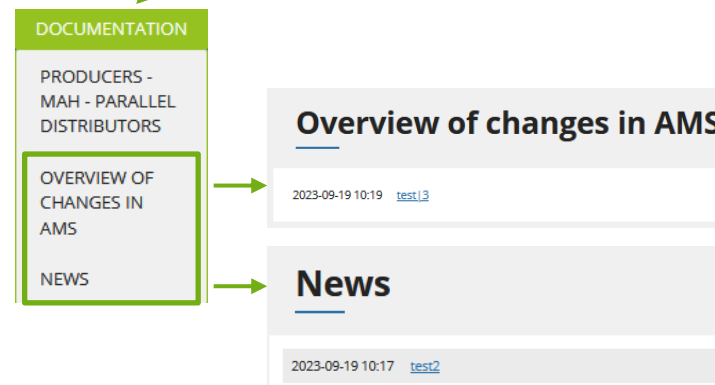 DOCUMENTATION
PRODUCERS -
MAH - PARALLEL
DISTRIBUTORS
OVERVIEW OF
CHANGES IN
AMS
NEWS
Overview of changes in AMS
2023-09-19 10:19 test|3
News
2023-09-19 10:17 test2